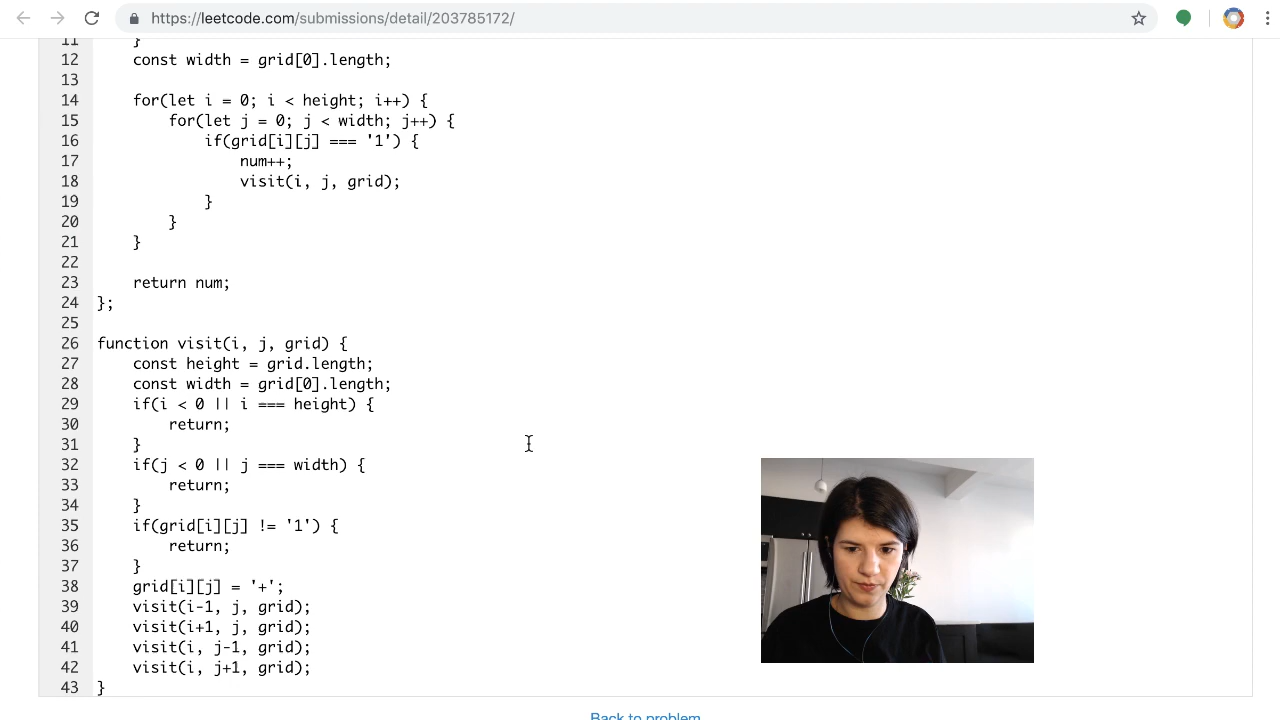 https://leetcode.com/submissions/detail/203785172/
11 }
12 const width = grid[0].length;
13
14 for(let i = 0; i < height; i++) {
15 for(let j = 0; j < width; j++) {
16 if(grid[i][j] === '1') {
17 num++;
18 visit(i, j, grid);
19 }
20 }
21 }
22
23 return num;
24 };
25
26 function visit(i, j, grid) {
27 const height = grid.length;
28 const width = grid[0].length;
29 if(i < 0 || i === height) {
30 return;
31 }
32 if(j < 0 || j === width) {
33 return;
34 }
35 if(grid[i][j] != '1') {
36 return;
37 }
38 grid[i][j] = '+';
39 visit(i-1, j, grid);
40 visit(i+1, j, grid);
41 visit(i, j-1, grid);
42 visit(i, j+1, grid);
43 }
Back to problem